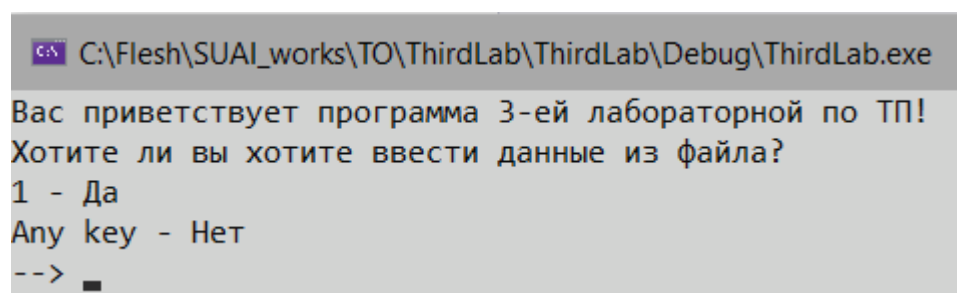 C:\Flesh\SUAI_works\TO\ThirdLab\ThirdLab\Debug\ThirdLab.exe
Вас приветствует программа 3-ей лабораторной по ТП!
Хотите ли вы хотите ввести данные из файла?
1 - Да
Any key - Нет
-->